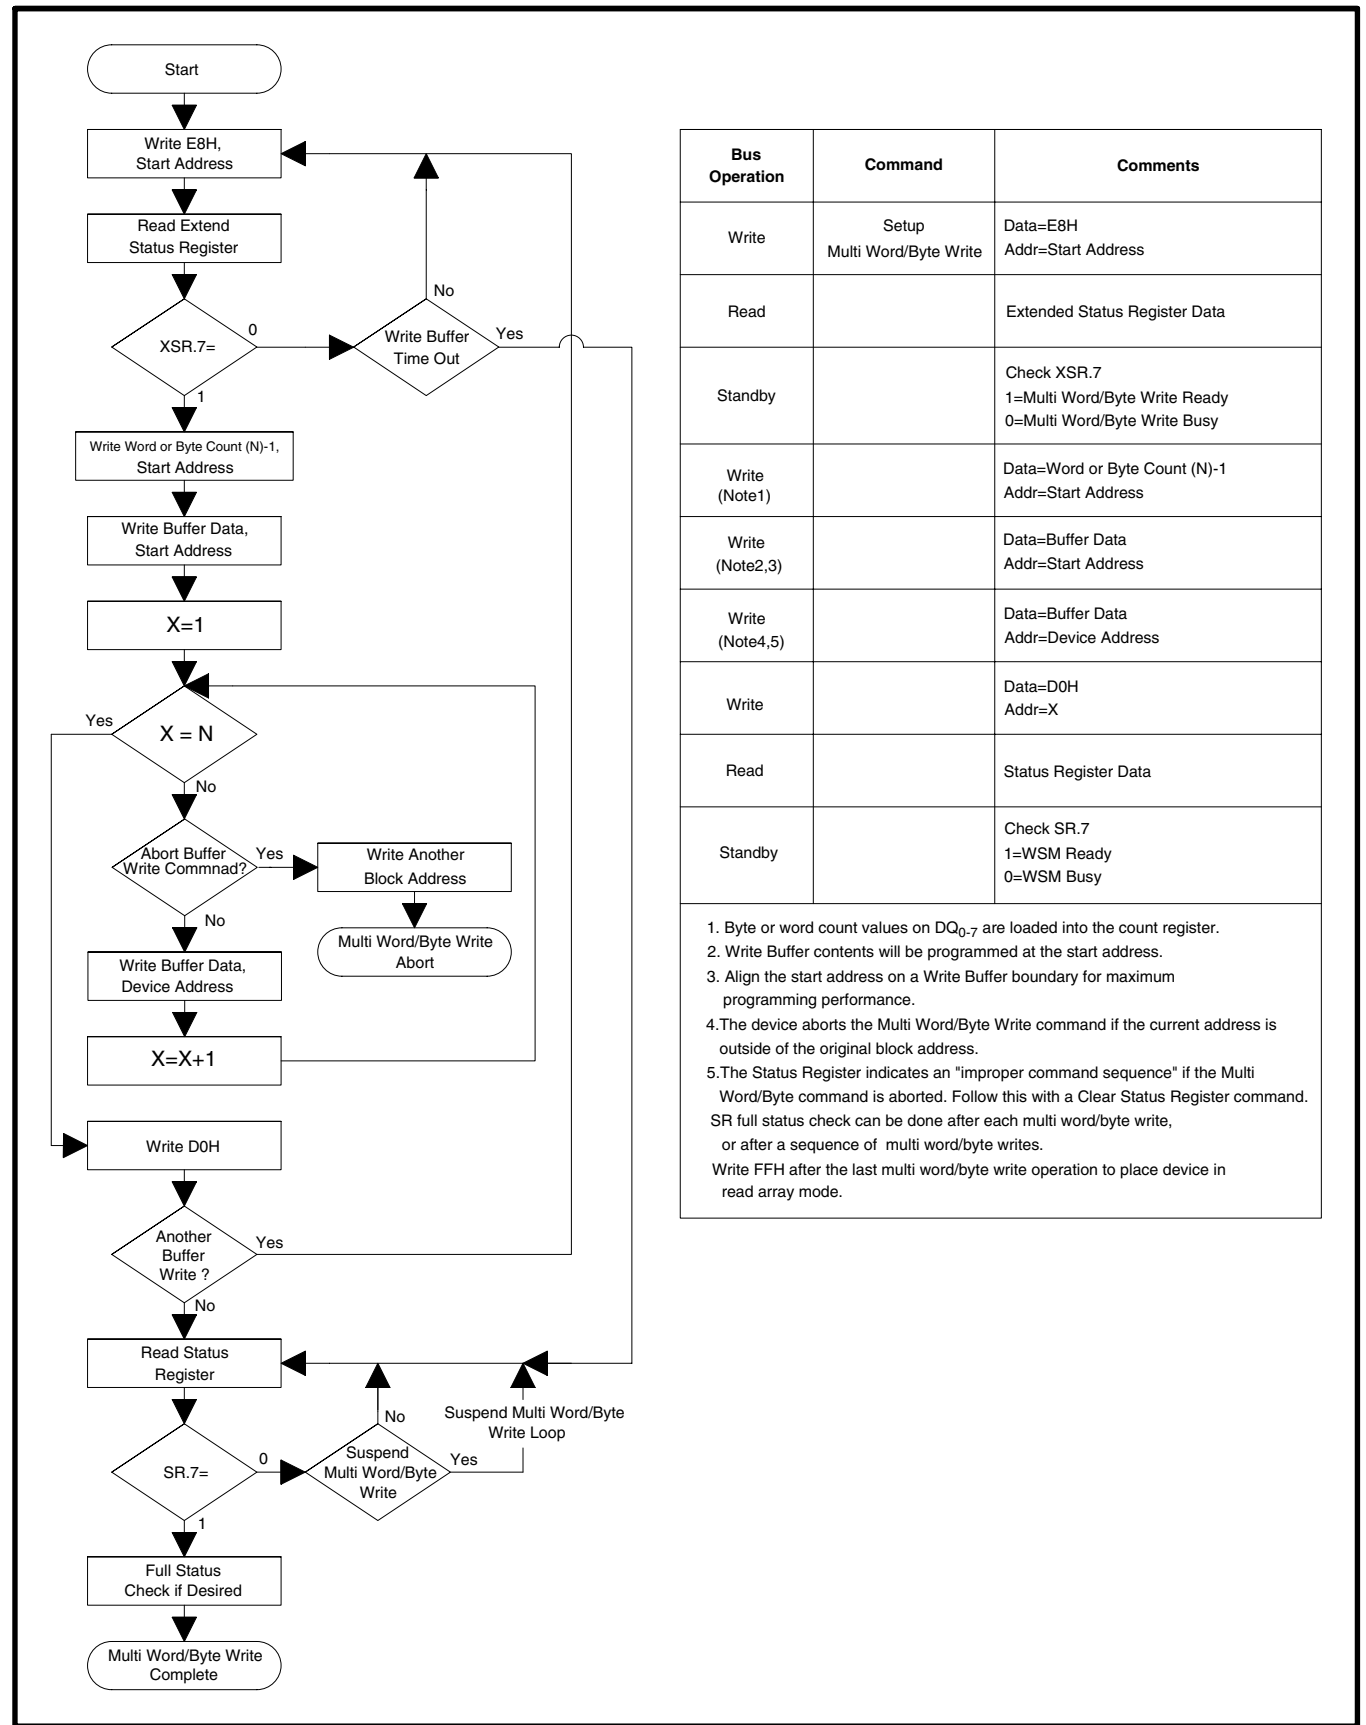 Start
Write E8H,
Start Address
Read Extend
Status Register
XSR.7=
0
1
Write Buffer
Time Out
No
Yes
Write Word or Byte Count (N)-1,
Start Address
Write Buffer Data,
Start Address
X=1
X = N
Yes
No
Abort Buffer
Write Commnad?
Yes
No
Write Another
Block Address
Multi Word/Byte Write
Abort
Write Buffer Data,
Device Address
X=X+1
Write D0H
Another
Buffer
Write ?
Yes
No
Read Status
Register
SR.7=
0
1
Suspend
Multi Word/Byte
Write
No
Yes
Suspend Multi Word/Byte
Write Loop
Full Status
Check if Desired
Multi Word/Byte Write
Complete
Bus
Operation
Command
Comments
Write
Setup
Multi Word/Byte Write
Data=E8H
Addr=Start Address
Read
Extended Status Register Data
Standby
Check XSR.7
1=Multi Word/Byte Write Ready
0=Multi Word/Byte Write Busy
Write
(Note1)
Data=Word or Byte Count (N)-1
Addr=Start Address
Write
(Note2,3)
Data=Buffer Data
Addr=Start Address
Write
(Note4,5)
Data=Buffer Data
Addr=Device Address
Write
Data=D0H
Addr=X
Read
Status Register Data
Standby
Check SR.7
1=WSM Ready
0=WSM Busy
1. Byte or word count values on DQ0-7 are loaded into the count register.
2. Write Buffer contents will be programmed at the start address.
3. Align the start address on a Write Buffer boundary for maximum
programming performance.
4.The device aborts the Multi Word/Byte Write command if the current address is
outside of the original block address.
5.The Status Register indicates an "improper command sequence" if the Multi
Word/Byte command is aborted. Follow this with a Clear Status Register command.
SR full status check can be done after each multi word/byte write,
or after a sequence of multi word/byte writes.
Write FFH after the last multi word/byte write operation to place device in
read array mode.